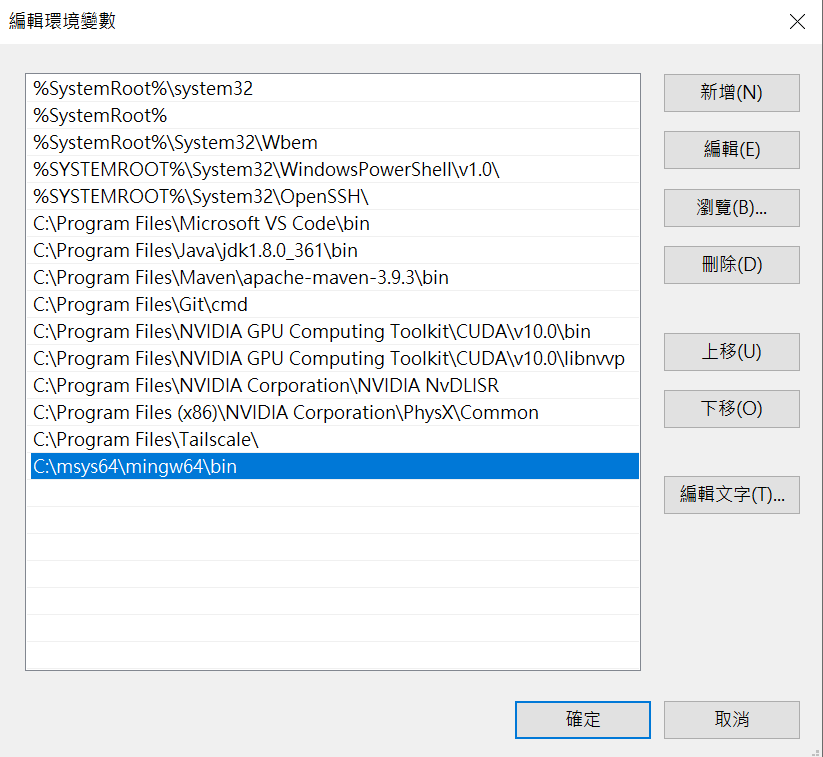 編輯環境變數
%SystemRoot%\system32
%SystemRoot%
%SystemRoot%\System32\Wbem
%SYSTEMROOT%\System32\WindowsPowerShell\v1.0\
%SYSTEMROOT%\System32\OpenSSH\
C:\Program Files\Microsoft VS Code\bin
C:\Program Files\Java\jdk1.8.0_361\bin
C:\Program Files\Maven\apache-maven-3.9.3\bin
C:\Program Files\Git\cmd
C:\Program Files\NVIDIA GPU Computing Toolkit\CUDA\v10.0\bin
C:\Program Files\NVIDIA GPU Computing Toolkit\CUDA\v10.0\libnvvp
C:\Program Files\NVIDIA Corporation\NVIDIA NvDLISR
C:\Program Files (x86)\NVIDIA Corporation\PhysX\Common
C:\Program Files\Tailscale\
C:\msys64\mingw64\bin
新增(N)
編輯(E)
瀏覽(B)...
刪除(D)
上移(U)
下移(O)
編輯文字(T)...
確定
取消